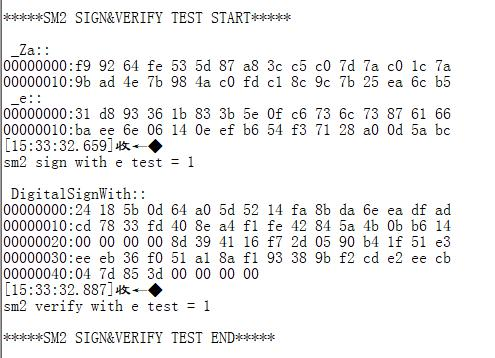 *****SM2 SIGN&VERIFY TEST START*****
_Za::
00000000:f9 92 64 fe 53 5d 87 a8 3c c5 c0 7d 7a c0 1c 7a
00000010:9b ad 4e 7b 98 4a c0 fd c1 8c 9c 7b 25 ea 6c b5
_e::
00000000:31 d8 93 36 1b 83 3b 5e 0f c6 73 6c 73 87 61 66
00000010:ba ee 6e 06 14 0e ef b6 54 f3 71 28 a0 0d 5a bc
[15:33:32.659]收←◆
sm2 sign with e test = 1
DigitalSignWith::
00000000:24 18 5b 0d 64 a0 5d 52 14 fa 8b da 6e ea df ad
00000010:cd 78 33 fd 40 8e a4 f1 fe 42 84 5a 4b 0b b6 14
00000020:00 00 00 00 8d 39 41 16 f7 2d 05 90 b4 1f 51 e3
00000030:ee eb 36 f0 51 a1 8a f1 93 38 9b f2 cd e2 ee cb
00000040:04 7d 85 3d 00 00 00 00
[15:33:32.887]收←◆
sm2 verify with e test = 1
*****SM2 SIGN&VERIFY TEST END*****